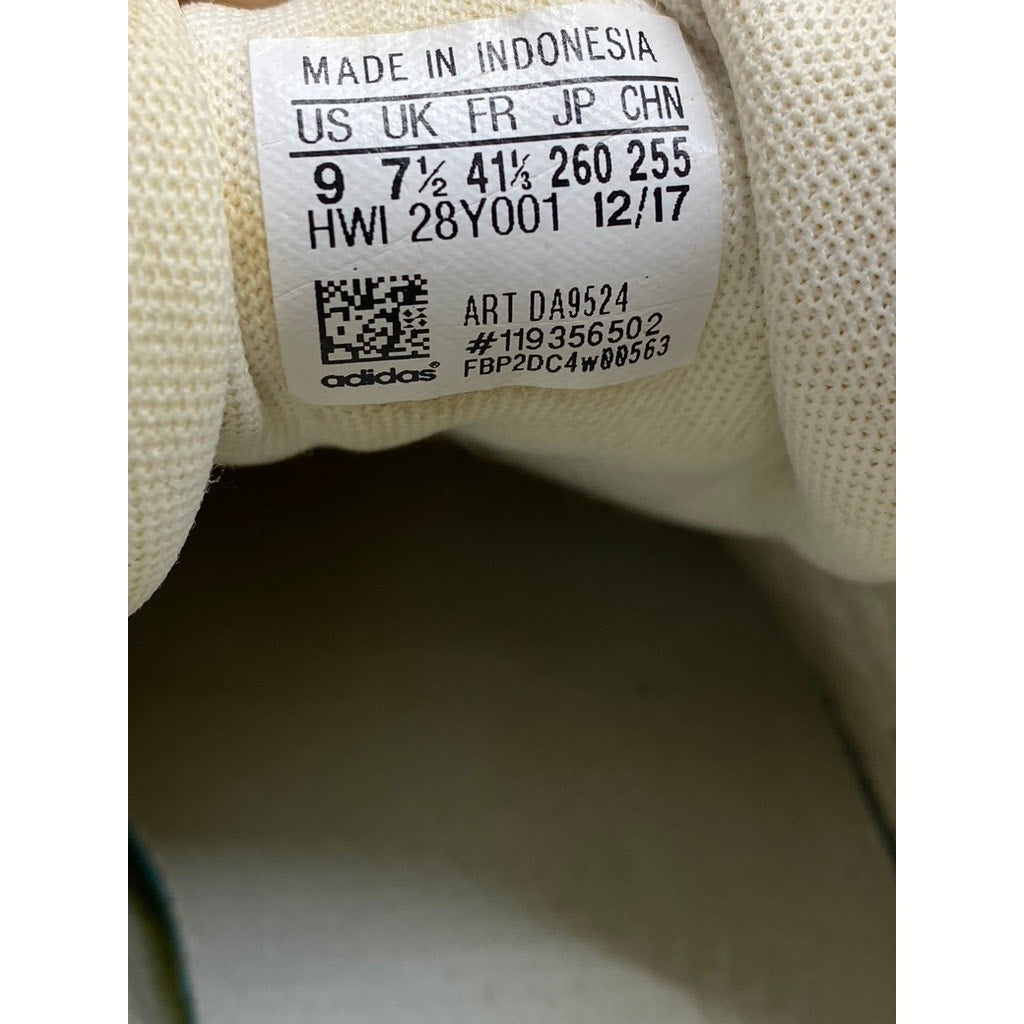 MADE IN INDONESIA
US UK FR JP CHN
9 7½ 41⅓ 260 255
HWI 28Y001 12/17
ART DA9524
#119356502
FBP2DC4W00563
adidas®